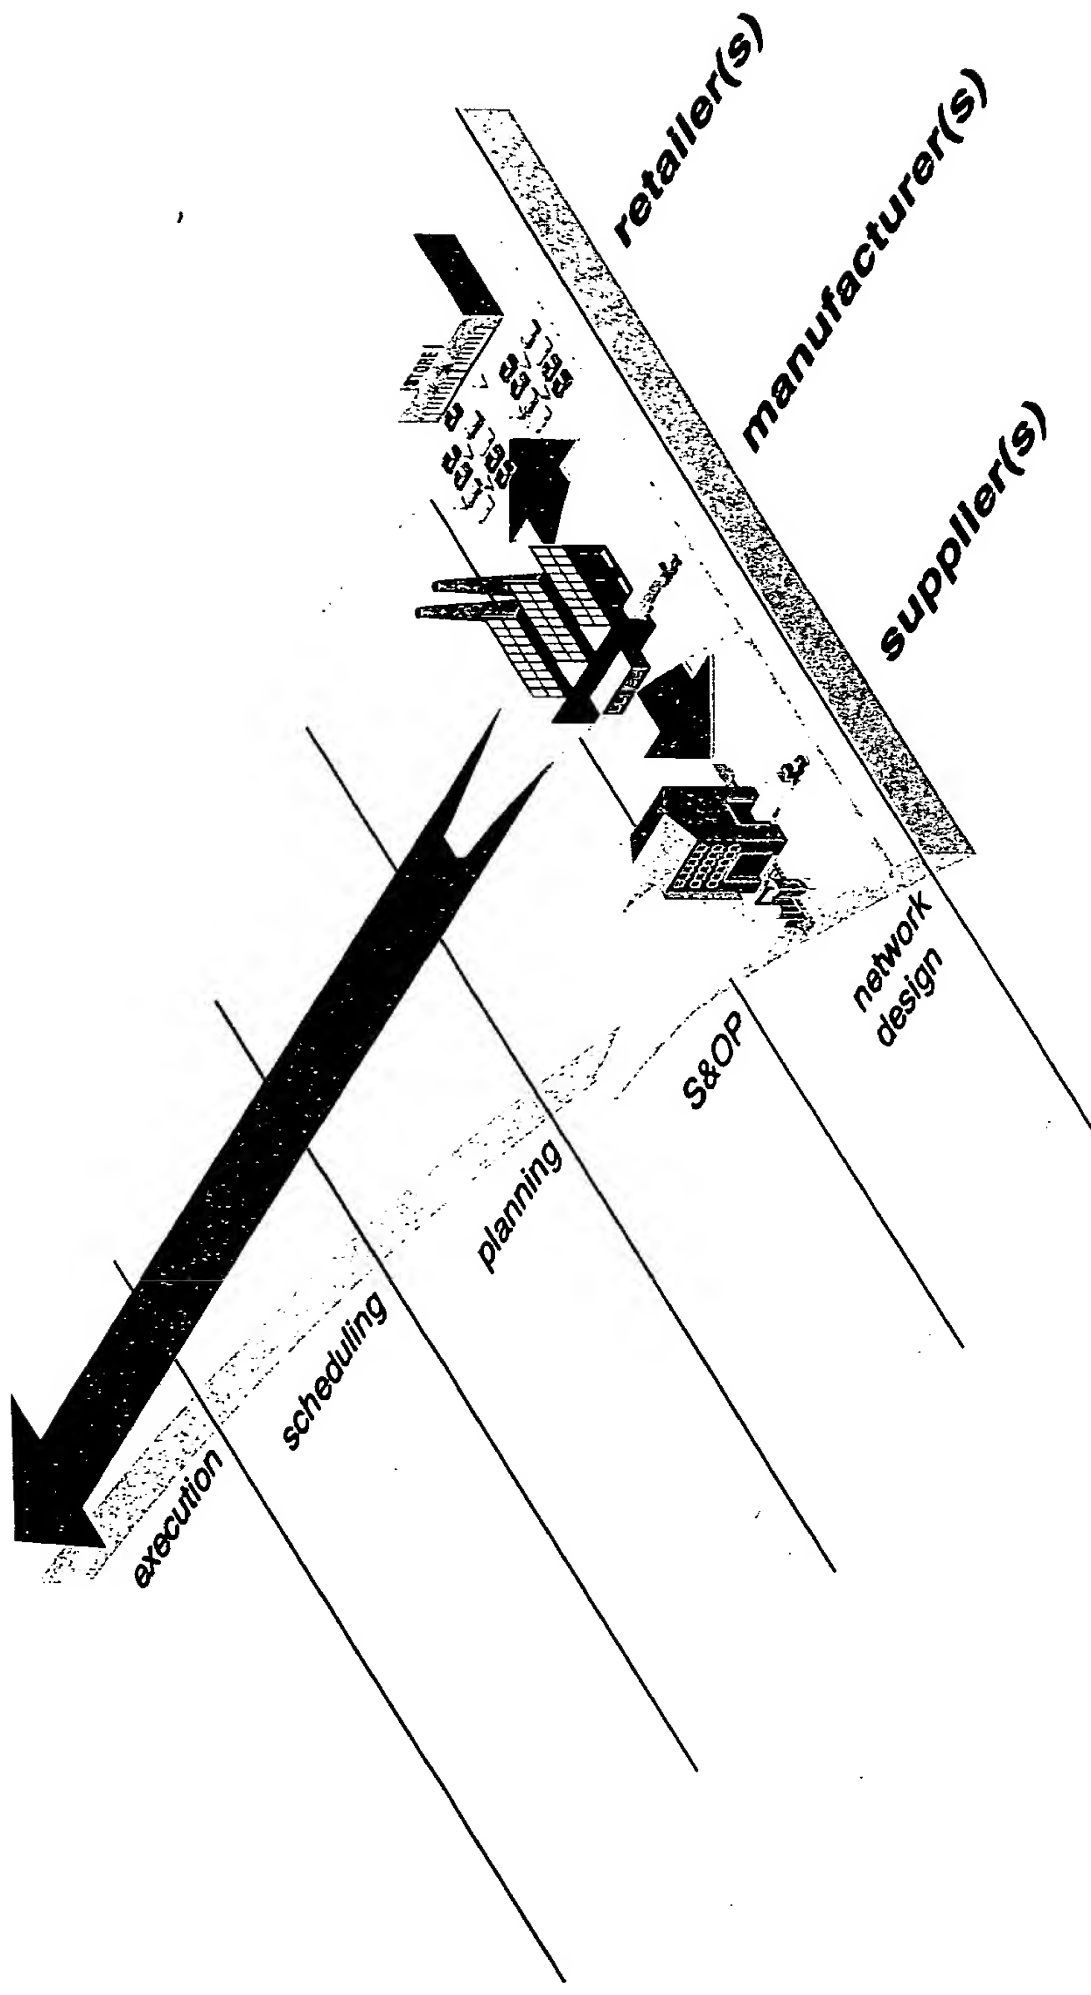 retailer(s)
manufacturer(s)
supplier(s)
STORE
network
design
S&OP
planning
scheduling
execution